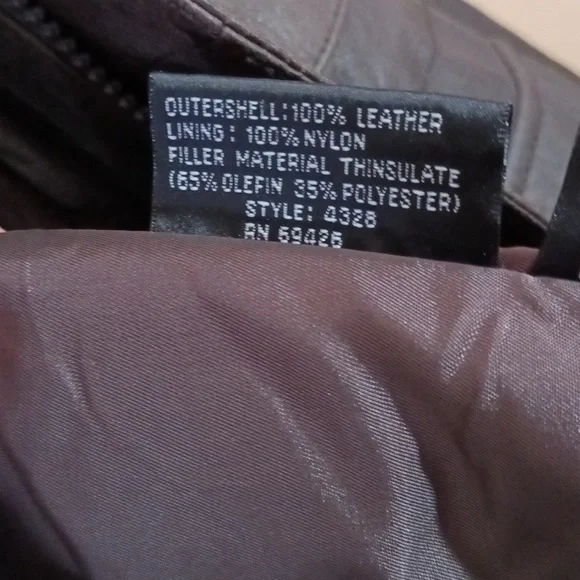 OUTERSHELL:100% LEATHER
LINING: 100% NYLON
FILLER MATERIAL THINSULATE
(65% OLEFIN 35% POLYESTER)
STYLE: 4328
RN 69426